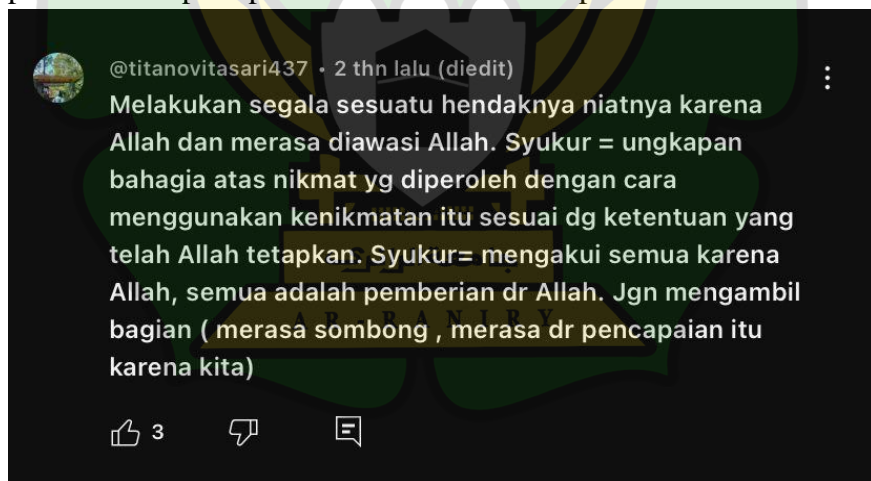 @titanovitasari437 • 2 thn lalu (diedit)
Melakukan segala sesuatu hendaknya niatnya karena
Allah dan merasa diawasi Allah. Syukur = ungkapan
bahagia atas nikmat yg diperoleh dengan cara
menggunakan kenikmatan itu sesuai dg ketentuan yang
telah Allah tetapkan. Syukur= mengakui semua karena
Allah, semua adalah pemberian dr Allah. Jgn mengambil
bagian ( merasa sombong , merasa dr pencapaian itu
karena kita)
AR-RANIRY
3